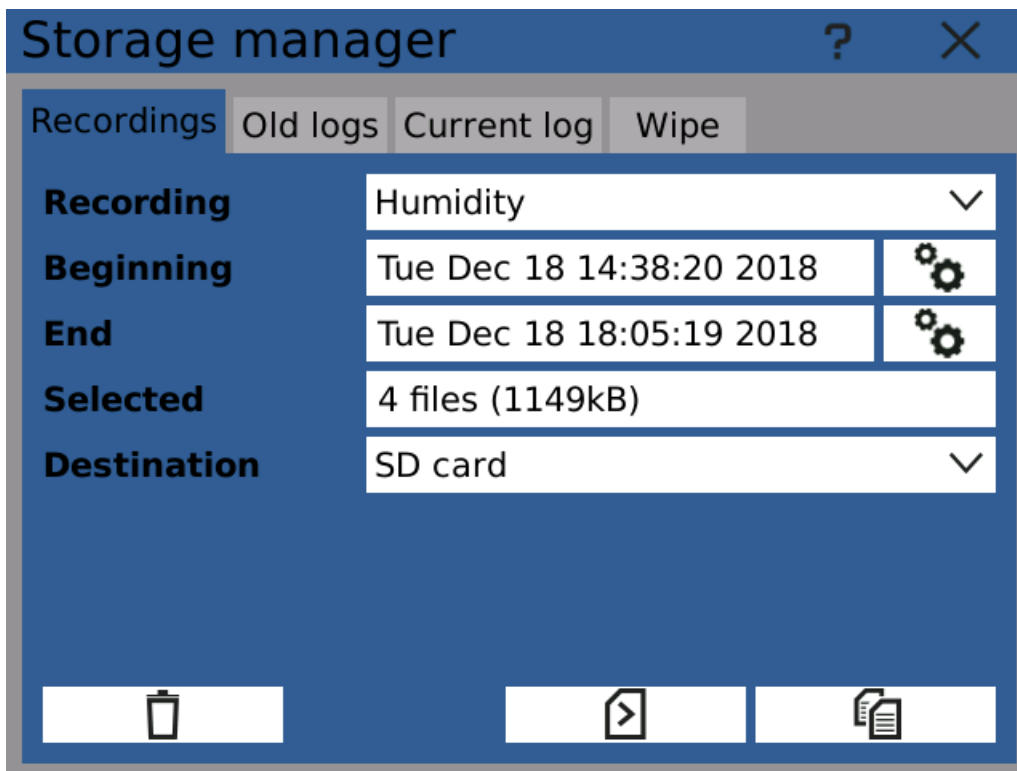 Storage manager ? X
Recordings Old logs Current log Wipe
Recording Humidity
Beginning Tue Dec 18 14:38:20 2018
End Tue Dec 18 18:05:19 2018
Selected 4 files (1149kB)
Destination SD card